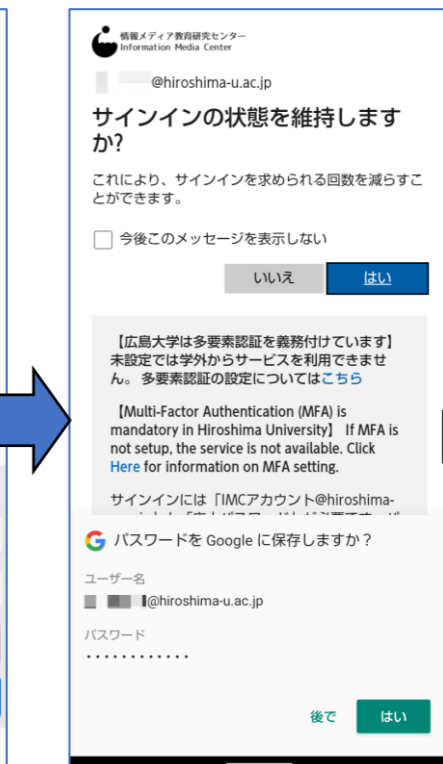 情報メディア教育研究センター
Information Media Center
@hiroshima-u.ac.jp
サインインの状態を維持します
か?
これにより、サインインを求められる回数を減らすこ
とができます。
今後このメッセージを表示しない
いいえ
はい
【広島大学は多要素認証を義務付けています】
未設定では学外からサービスを利用できませ
ん。 多要素認証の設定についてはこちら
【Multi-Factor Authentication (MFA) is
mandatory in Hiroshima University】 If MFA is
not setup, the service is not available. Click
Here for information on MFA setting.
サインインには「IMCアカウント@hiroshima-
G パスワードを Google に保存しますか？
ユーザー名
@hiroshima-u.ac.jp
パスワード
・・・・・・・・・・・・
後で
はい